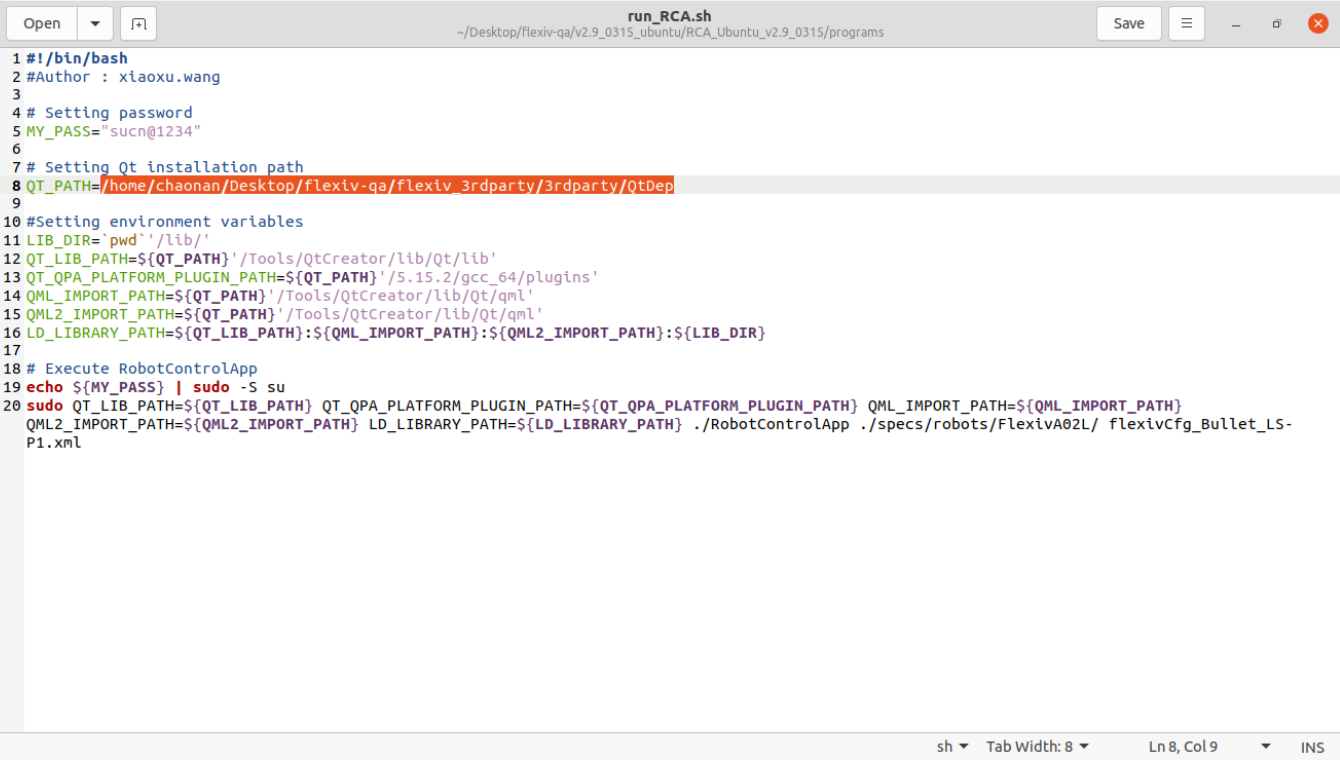 Open
run_RCA.sh
~/Desktop/flexiv-qa/v2.9_0315_ubuntu/RCA_Ubuntu_v2.9_0315/programs
Save
1 #!/bin/bash
2 #Author : xiaoxu.wang
3
4 # Setting password
5 MY_PASS="sucn@1234"
6
7 # Setting Qt installation path
8 QT_PATH=/home/chaonan/Desktop/flexiv-qa/flexiv_3rdparty/3rdparty/QtDep
9
10 #Setting environment variables
11 LIB_DIR=`pwd`'/lib/'
12 QT_LIB_PATH=${QT_PATH}'/Tools/QtCreator/lib/Qt/lib'
13 QT_QPA_PLATFORM_PLUGIN_PATH=${QT_PATH}'/5.15.2/gcc_64/plugins'
14 QML_IMPORT_PATH=${QT_PATH}'/Tools/QtCreator/lib/Qt/qml'
15 QML2_IMPORT_PATH=${QT_PATH}'/Tools/QtCreator/lib/Qt/qml'
16 LD_LIBRARY_PATH=${QT_LIB_PATH}:${QML_IMPORT_PATH}:${QML2_IMPORT_PATH}:${LIB_DIR}
17
18 # Execute RobotControlApp
19 echo ${MY_PASS} | sudo -S su
20 sudo QT_LIB_PATH=${QT_LIB_PATH} QT_QPA_PLATFORM_PLUGIN_PATH=${QT_QPA_PLATFORM_PLUGIN_PATH} QML_IMPORT_PATH=${QML_IMPORT_PATH}
QML2_IMPORT_PATH=${QML2_IMPORT_PATH} LD_LIBRARY_PATH=${LD_LIBRARY_PATH} ./RobotControlApp ./specs/robots/FlexivA02L/ flexivCfg_Bullet_LS-
P1.xml
sh Tab Width: 8 Ln 8, Col 9 INS